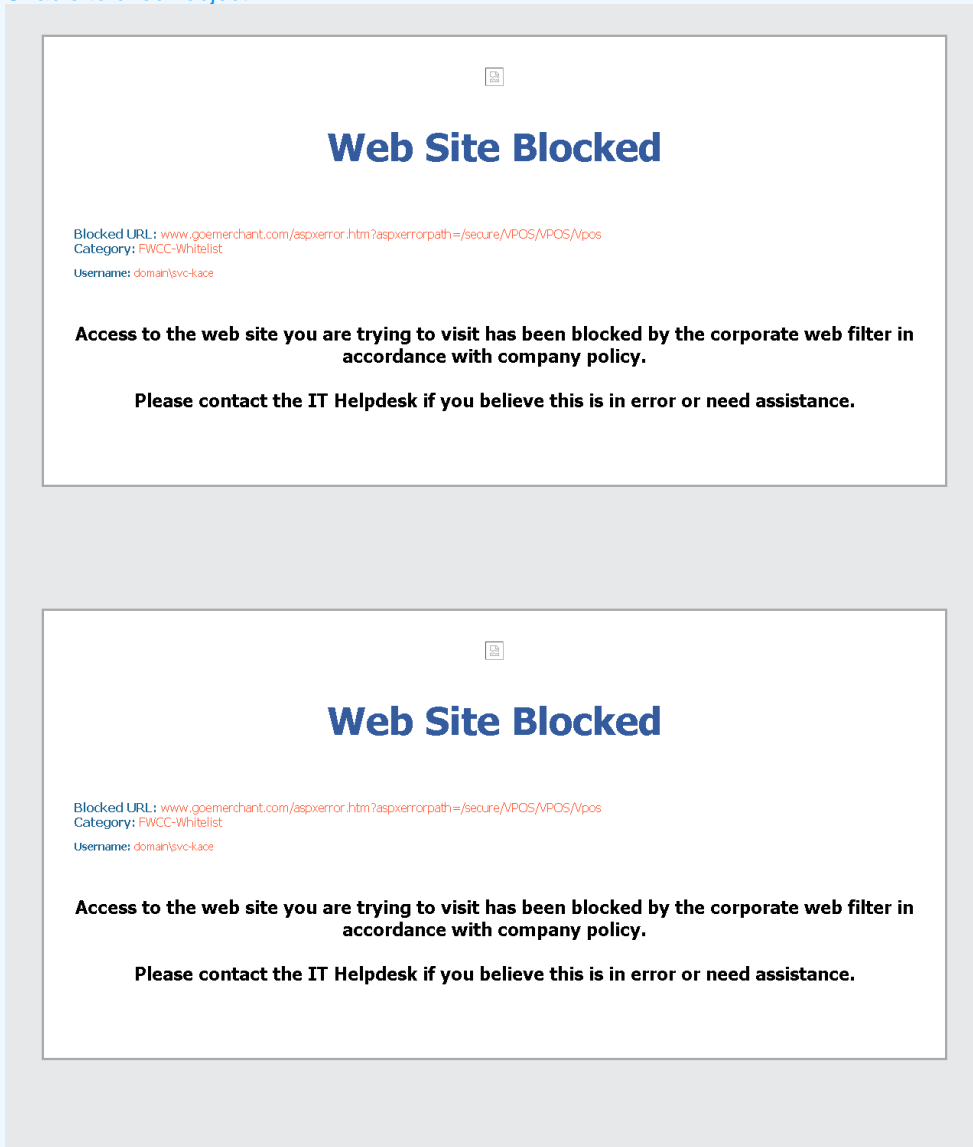 Web Site Blocked
Blocked URL: www.goemerchant.com/aspxerror.htm?aspxerrorpath=/secure/VPOS/VPOS/Vpos
Category: FWCC-Whitelist
Username: domain\svc-kace
Access to the web site you are trying to visit has been blocked by the corporate web filter in
accordance with company policy.
Please contact the IT Helpdesk if you believe this is in error or need assistance.
Web Site Blocked
Blocked URL: www.goemerchant.com/aspxerror.htm?aspxerrorpath=/secure/VPOS/VPOS/Vpos
Category: FWCC-Whitelist
Username: domain\svc-kace
Access to the web site you are trying to visit has been blocked by the corporate web filter in
accordance with company policy.
Please contact the IT Helpdesk if you believe this is in error or need assistance.